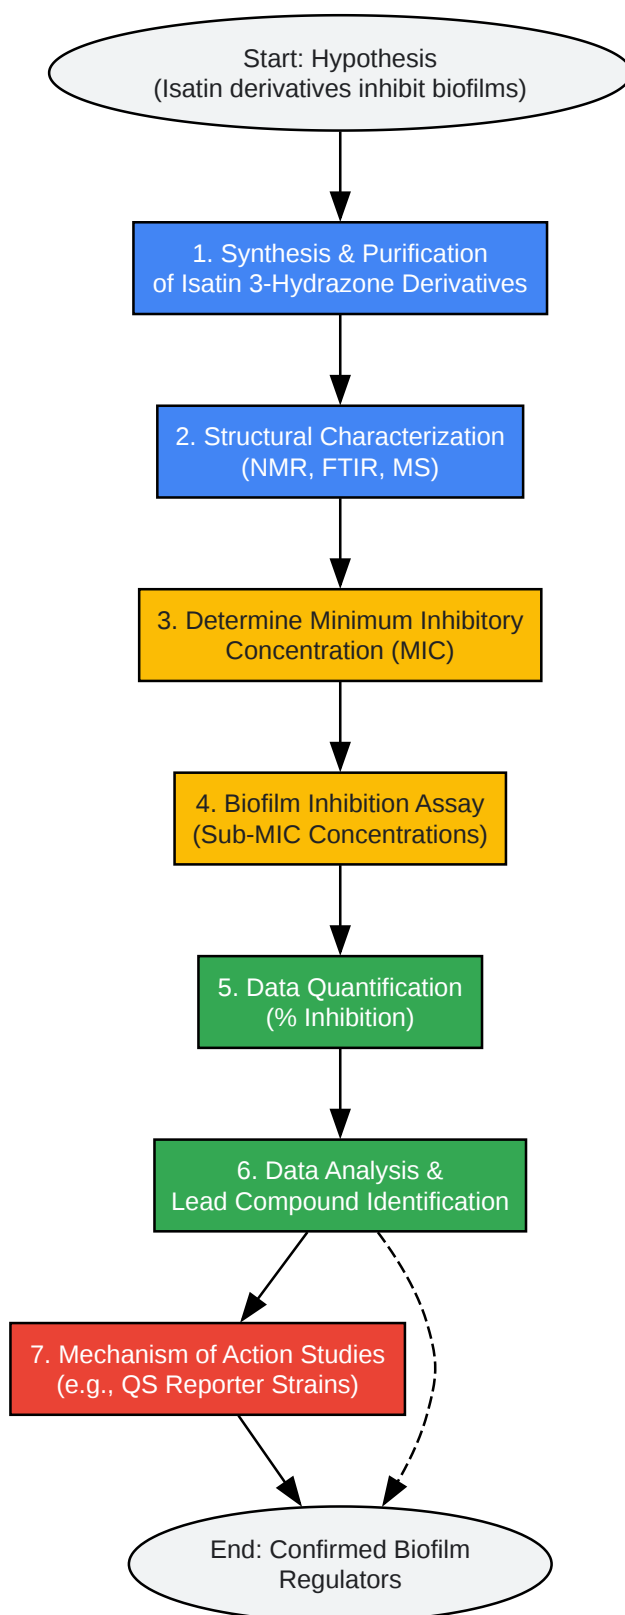 Start: Hypothesis
(Isatin derivatives inhibit biofilms)
1. Synthesis & Purification
of Isatin 3-Hydrazone Derivatives
2. Structural Characterization
(NMR, FTIR, MS)
3. Determine Minimum Inhibitory
Concentration (MIC)
4. Biofilm Inhibition Assay
(Sub-MIC Concentrations)
5. Data Quantification
(% Inhibition)
6. Data Analysis &
Lead Compound Identification
7. Mechanism of Action Studies
(e.g., QS Reporter Strains)
End: Confirmed Biofilm
Regulators